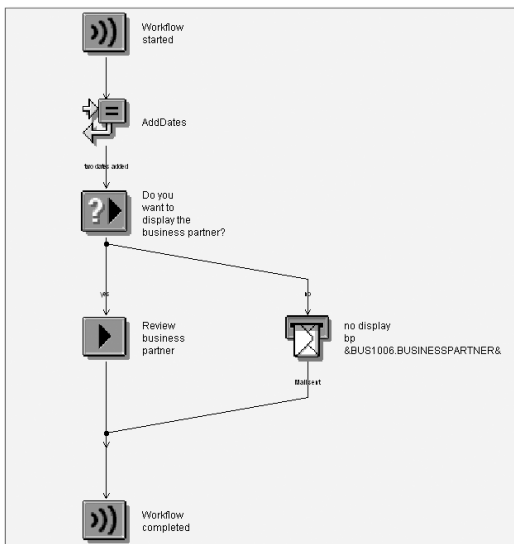 Workflow
started
AddDates
two dates added
Do you
want to
display the
business partner?
yes
no
Review
business
partner
no display
bp
&BUS1006.BUSINESSPARTNER&
Mail sent
Workflow
completed